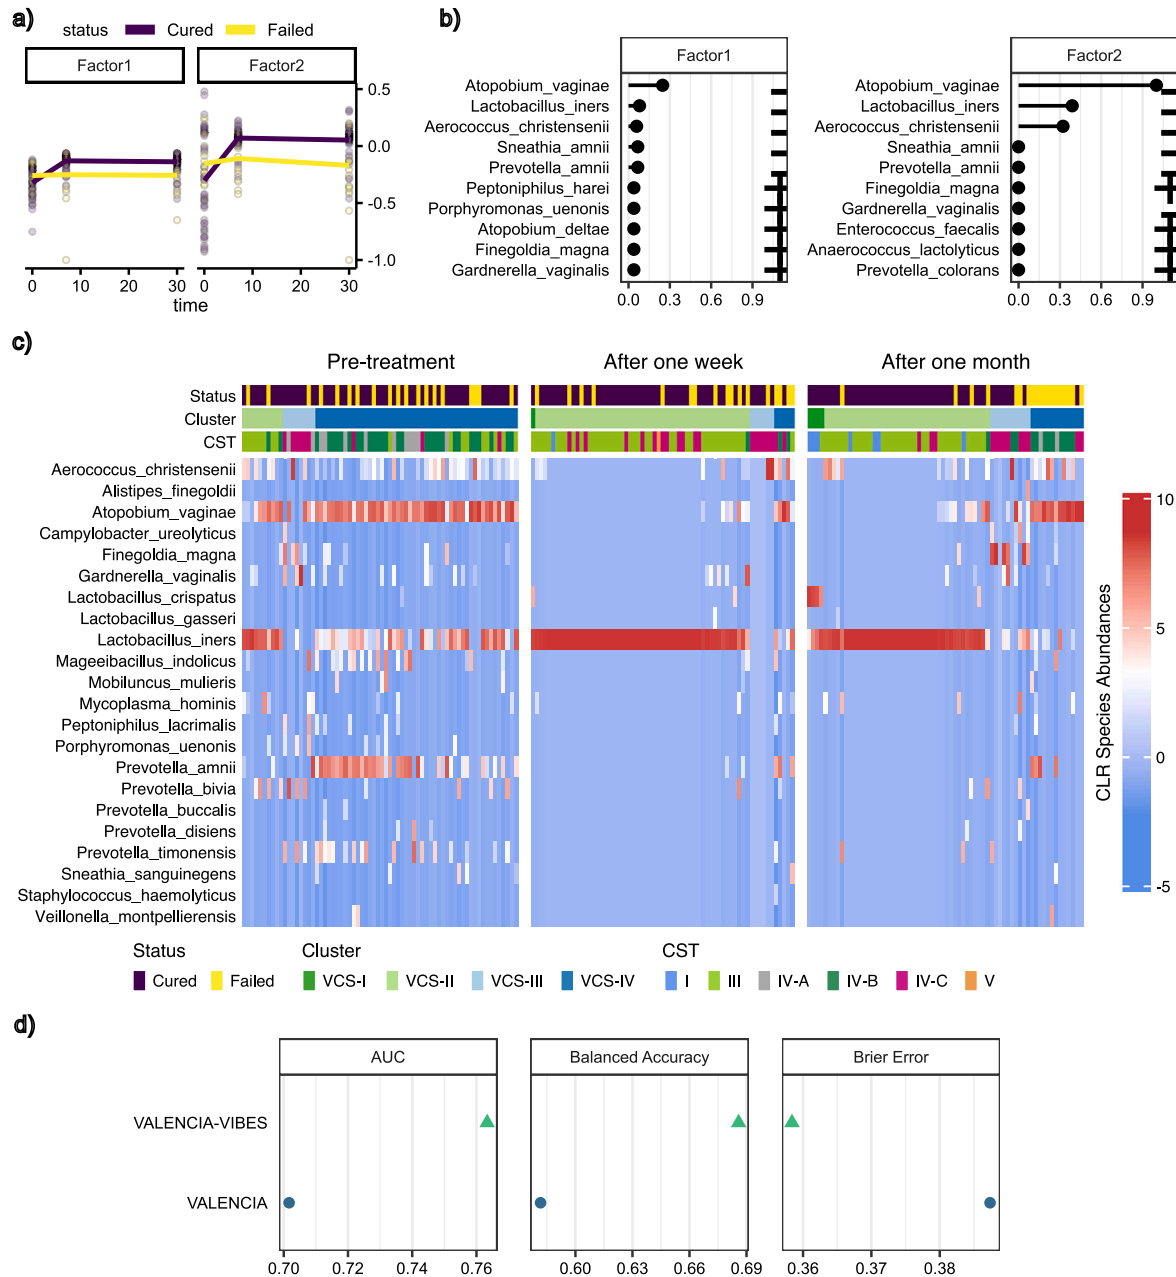 a)
status Cured Failed
Factor1 Factor2
0.5
0.0
-0.5
-1.0
0 10 20 30 0 10 20 30
time
b)
Factor1
Atopobium_vaginae
Lactobacillus_iners
Aerococcus_christensenii
Sneathia_amnii
Prevotella_amnii
Peptoniphilus_harei
Porphyromonas_uenonis
Atopobium_deltae
Finegoldia_magna
Gardnerella_vaginalis
0.0 0.3 0.6 0.9
Factor2
Atopobium_vaginae
Lactobacillus_iners
Aerococcus_christensenii
Sneathia_amnii
Prevotella_amnii
Finegoldia_magna
Gardnerella_vaginalis
Enterococcus_faecalis
Anaerococcus_lactolyticus
Prevotella_colorans
0.0 0.3 0.6 0.9
c)
Pre-treatment After one week After one month
Status
Cluster
CST
Aerococcus_christensenii
Alistipes_finegoldii
Atopobium_vaginae
Campylobacter_ureolyticus
Finegoldia_magna
Gardnerella_vaginalis
Lactobacillus_crispatus
Lactobacillus_gasseri
Lactobacillus_iners
Mageeibacillus_indolicus
Mobiluncus_mulieris
Mycoplasma_hominis
Peptoniphilus_lacrimalis
Porphyromonas_uenonis
Prevotella_amnii
Prevotella_bivia
Prevotella_buccalis
Prevotella_disiens
Prevotella_timonensis
Sneathia_sanguinegens
Staphylococcus_haemolyticus
Veillonella_montpellierensis
CLR Species Abundances
10
5
0
-5
Status Cluster CST
Cured Failed VCS-I VCS-II VCS-III VCS-IV I III IV-A IV-B IV-C V
d)
AUC Balanced Accuracy Brier Error
VALENCIA-VIBES
VALENCIA
0.70 0.72 0.74 0.76 0.60 0.63 0.66 0.69 0.36 0.37 0.38